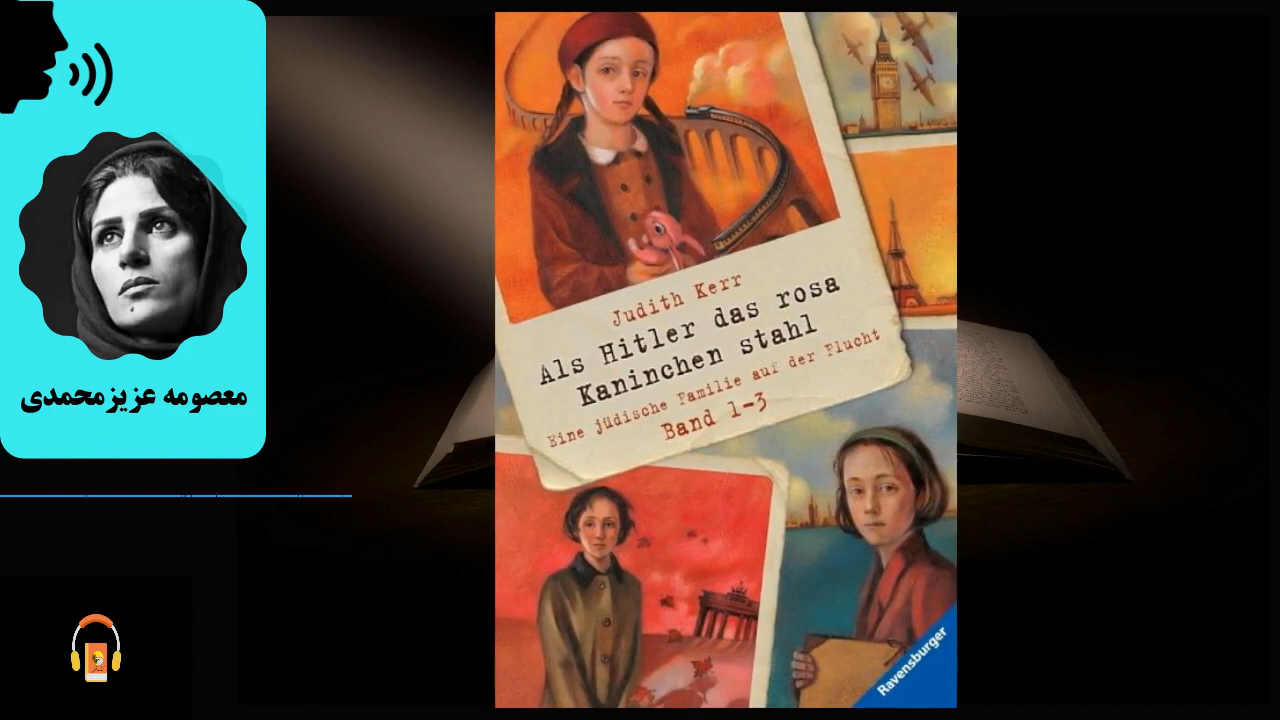 معصومه عزیزمحمدی
Judith Kerr
Als Hitler das rosa
Kaninchen stahl
Eine jüdische Familie auf der Flucht
Band 1-3
Ravensburger